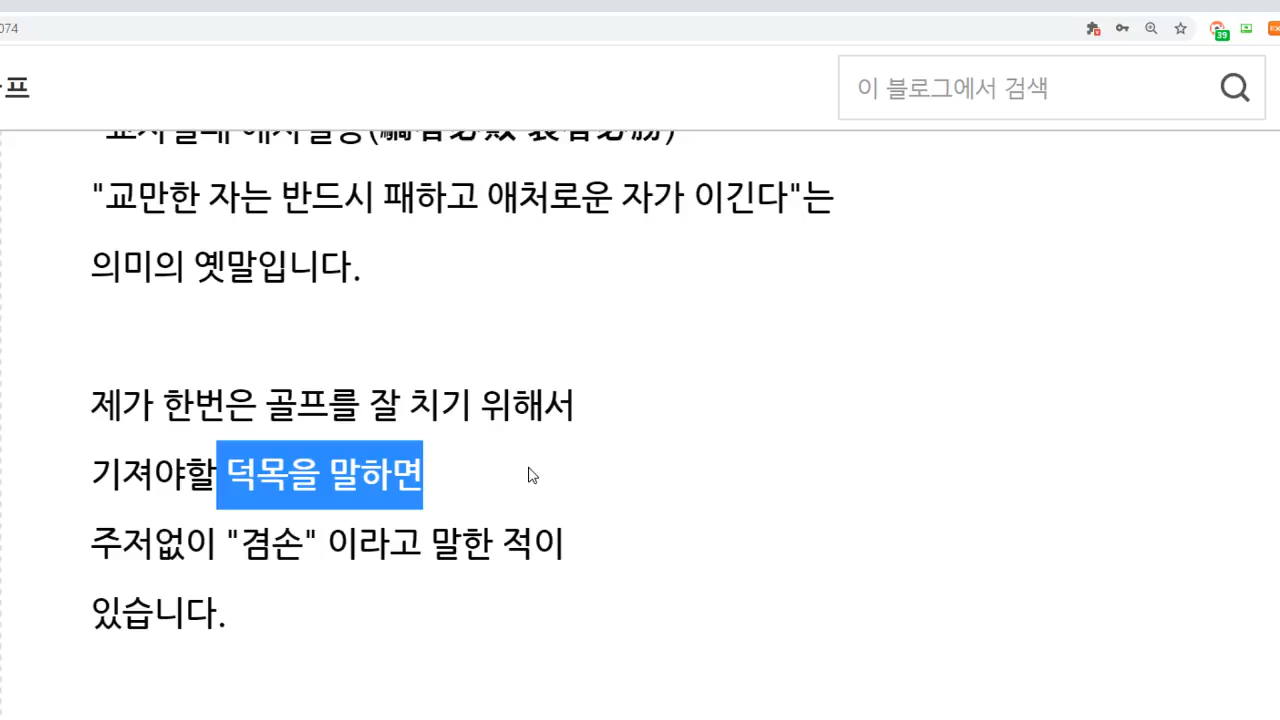 074
39
프
이 블로그에서 검색
"교만한 자는 반드시 패하고 애처로운 자가 이긴다"는
의미의 옛말입니다.
제가 한번은 골프를 잘 치기 위해서
기져야할 덕목을 말하면
주저없이 "겸손" 이라고 말한 적이
있습니다.